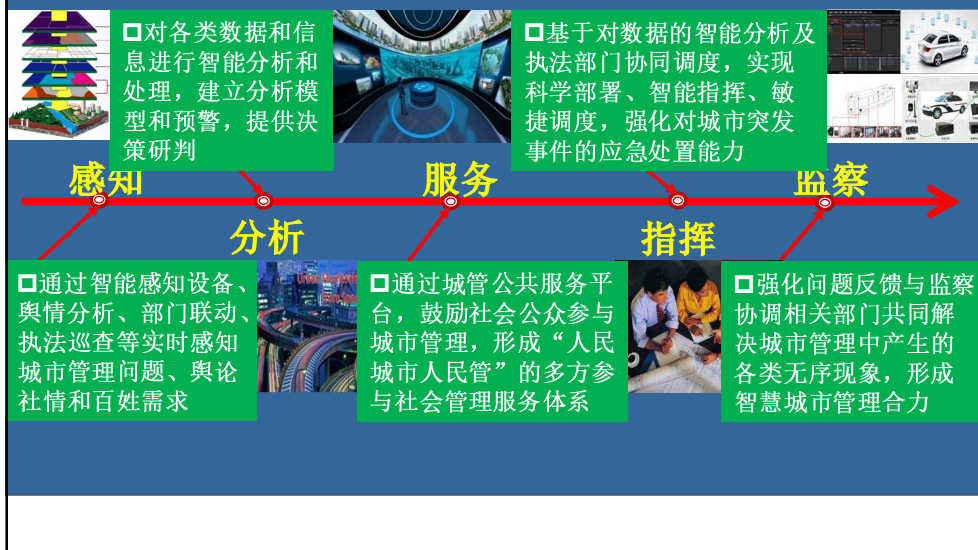 对各类数据和信
息进行智能分析和
处理，建立分析模
型和预警，提供决
策研判
基于对数据的智能分析及
执法部门协同调度，实现
科学部署、智能指挥、敏
捷调度，强化对城市突发
事件的应急处置能力
感知
服务
监察
分析
指挥
通过智能感知设备、
舆情分析、部门联动、
执法巡查等实时感知
城市管理问题、舆论
社情和百姓需求
通过城管公共服务平
台，鼓励社会公众参与
城市管理，形成“人民
城市人民管”的多方参
与社会管理服务体系
强化问题反馈与监察
协调相关部门共同解
决城市管理中产生的
各类无序现象，形成
智慧城市管理合力